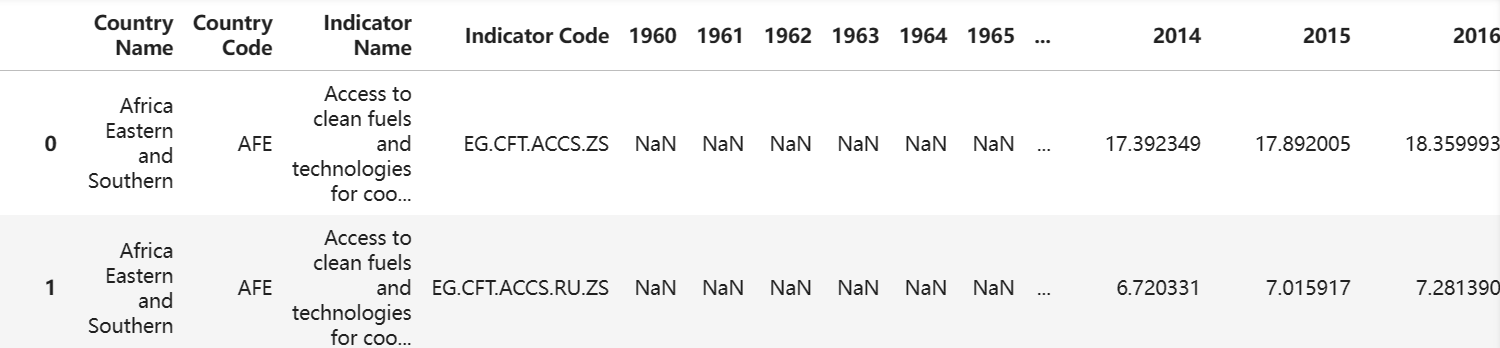 Country Name Country Code Indicator Name Indicator Code 1960 1961 1962 1963 1964 1965 ... 2014 2015 2016
0 Africa Eastern and Southern AFE Access to clean fuels and technologies for coo... EG.CFT.ACCS.ZS NaN NaN NaN NaN NaN NaN ... 17.392349 17.892005 18.359993
1 Africa Eastern and Southern AFE Access to clean fuels and technologies for coo... EG.CFT.ACCS.RU.ZS NaN NaN NaN NaN NaN NaN ... 6.720331 7.015917 7.281390